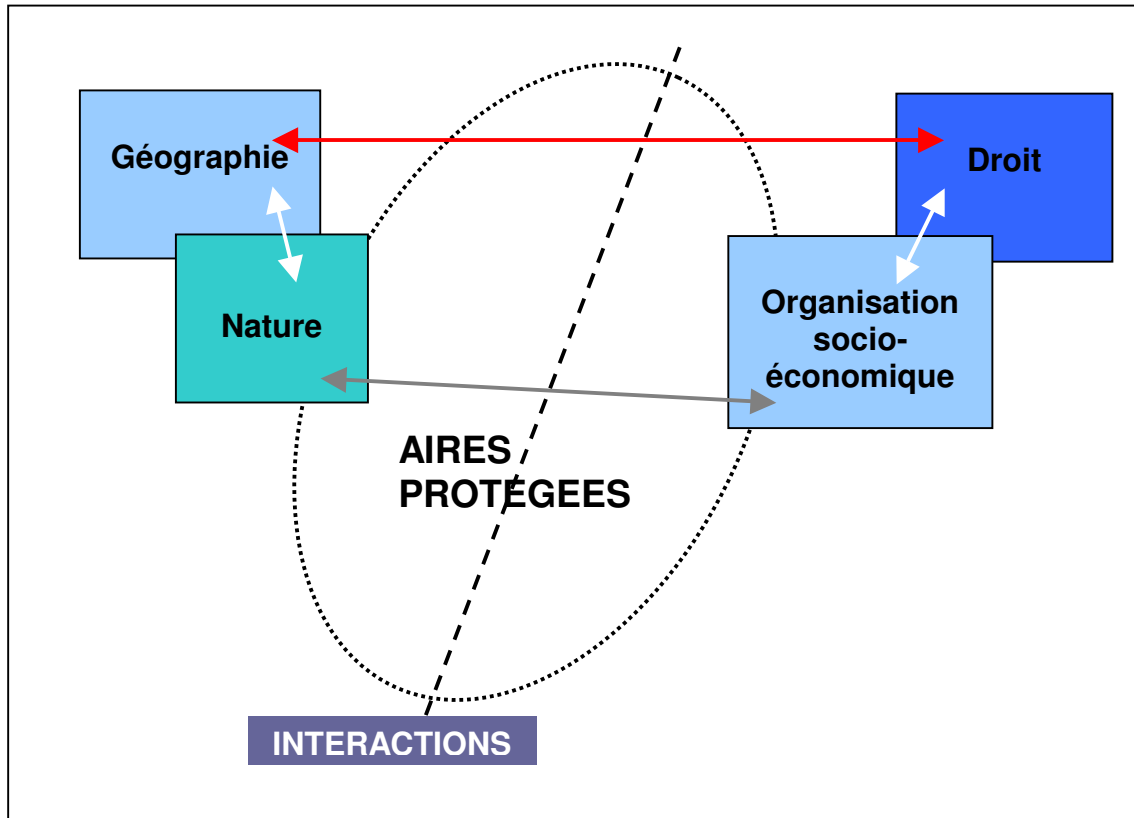 Géographie
Droit
Nature
Organisation
socio-
économique
AIRES
PROTEGEES
INTERACTIONS